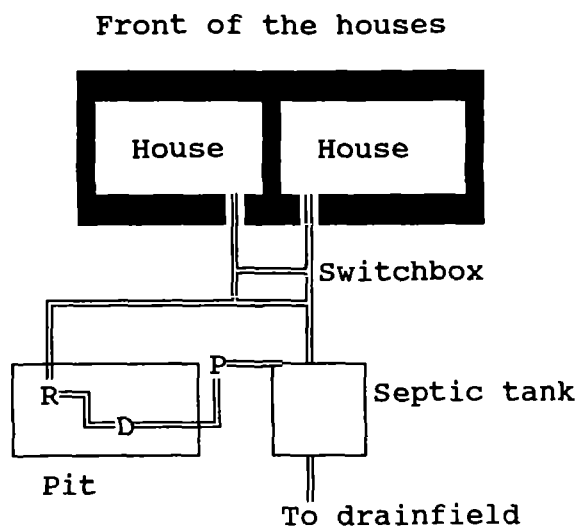 Front of the houses
House House
Switchbox
P
R
Septic tank
D
Pit
To drainfield